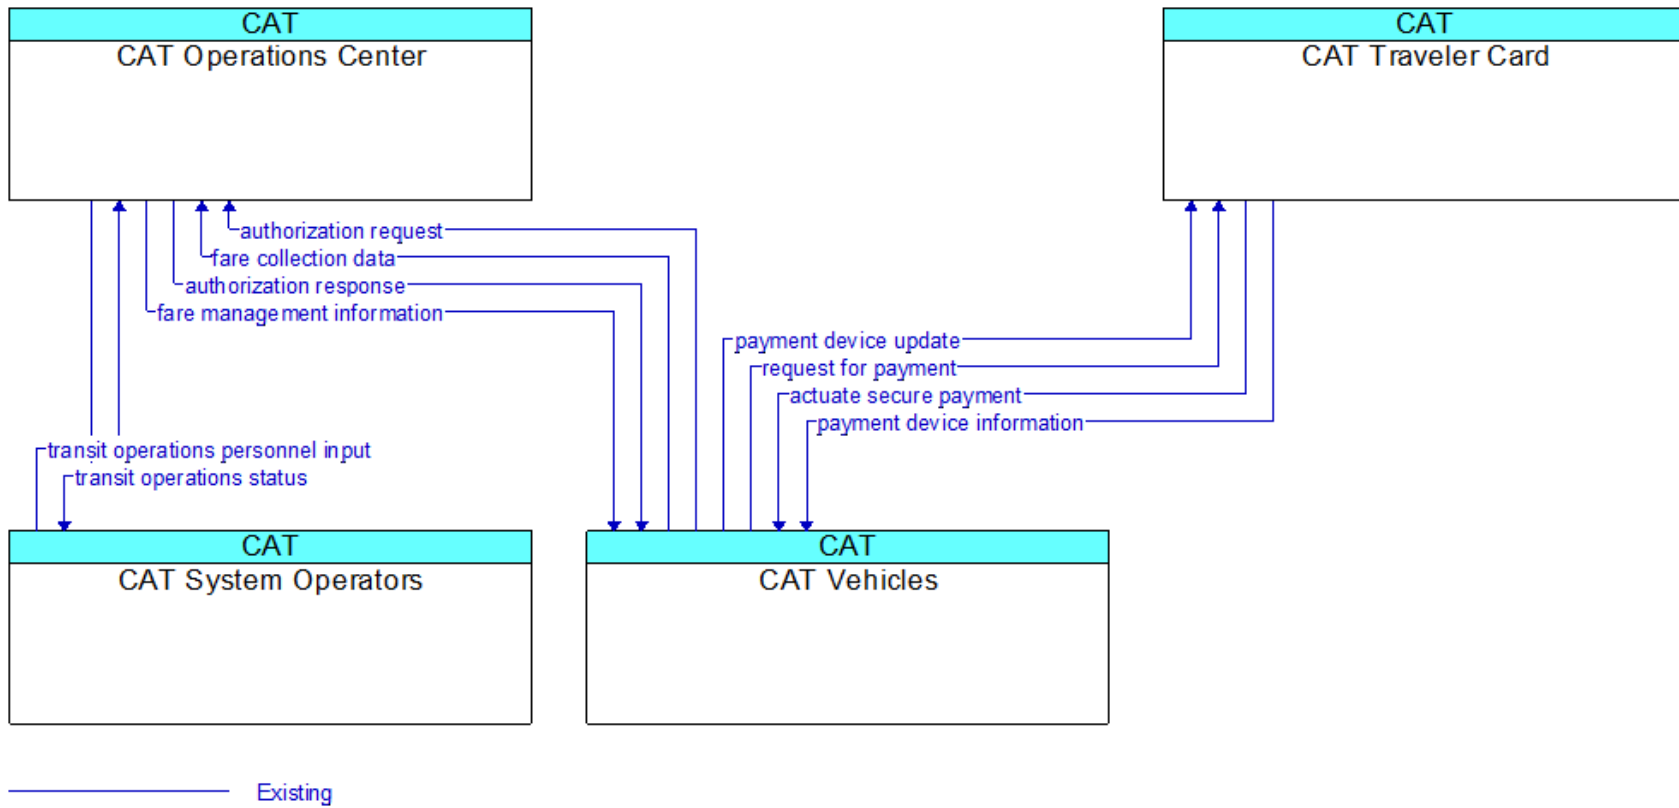 CAT
CAT Operations Center
CAT
CAT Traveler Card
authorization request
fare collection data
authorization response
fare management information
payment device update
request for payment
actuate secure payment
payment device information
transit operations personnel input
transit operations status
CAT
CAT System Operators
CAT
CAT Vehicles
Existing